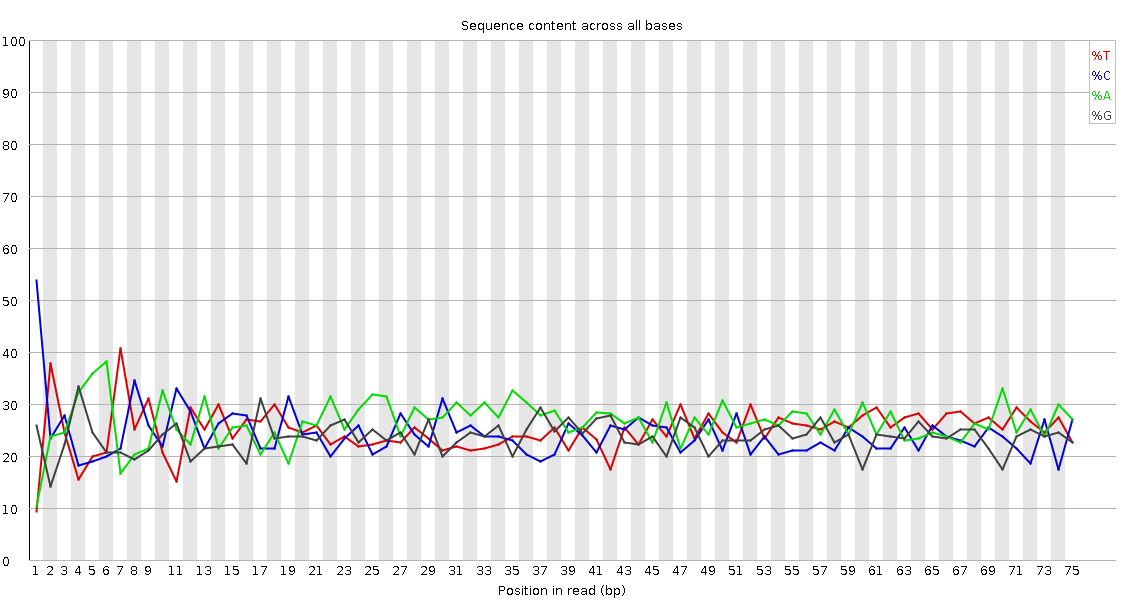 Sequence content across all bases
100
90
80
70
60
50
40
30
20
10
0
%T
%C
%A
%G
1 2 3 4 5 6 7 8 9 11 13 15 17 19 21 23 25 27 29 31 33 35 37 39 41 43 45 47 49 51 53 55 57 59 61 63 65 67 69 71 73 75
Position in read (bp)